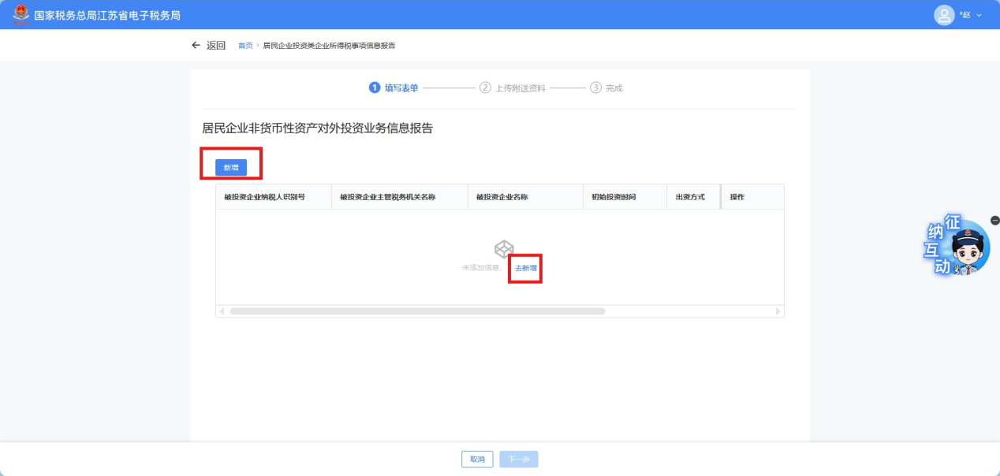 国家税务总局江苏省电子税务局
*赵
返回 首页 > 居民企业投资类企业所得税事项信息报告
1 填写表单 2 上传附送资料 3 完成
居民企业非货币性资产对外投资业务信息报告
新增
被投资企业纳税人识别号 被投资企业主管税务机关名称 被投资企业名称 初始投资时间 出资方式 操作
未添加信息， 去新增
征纳互动
取消 下一步